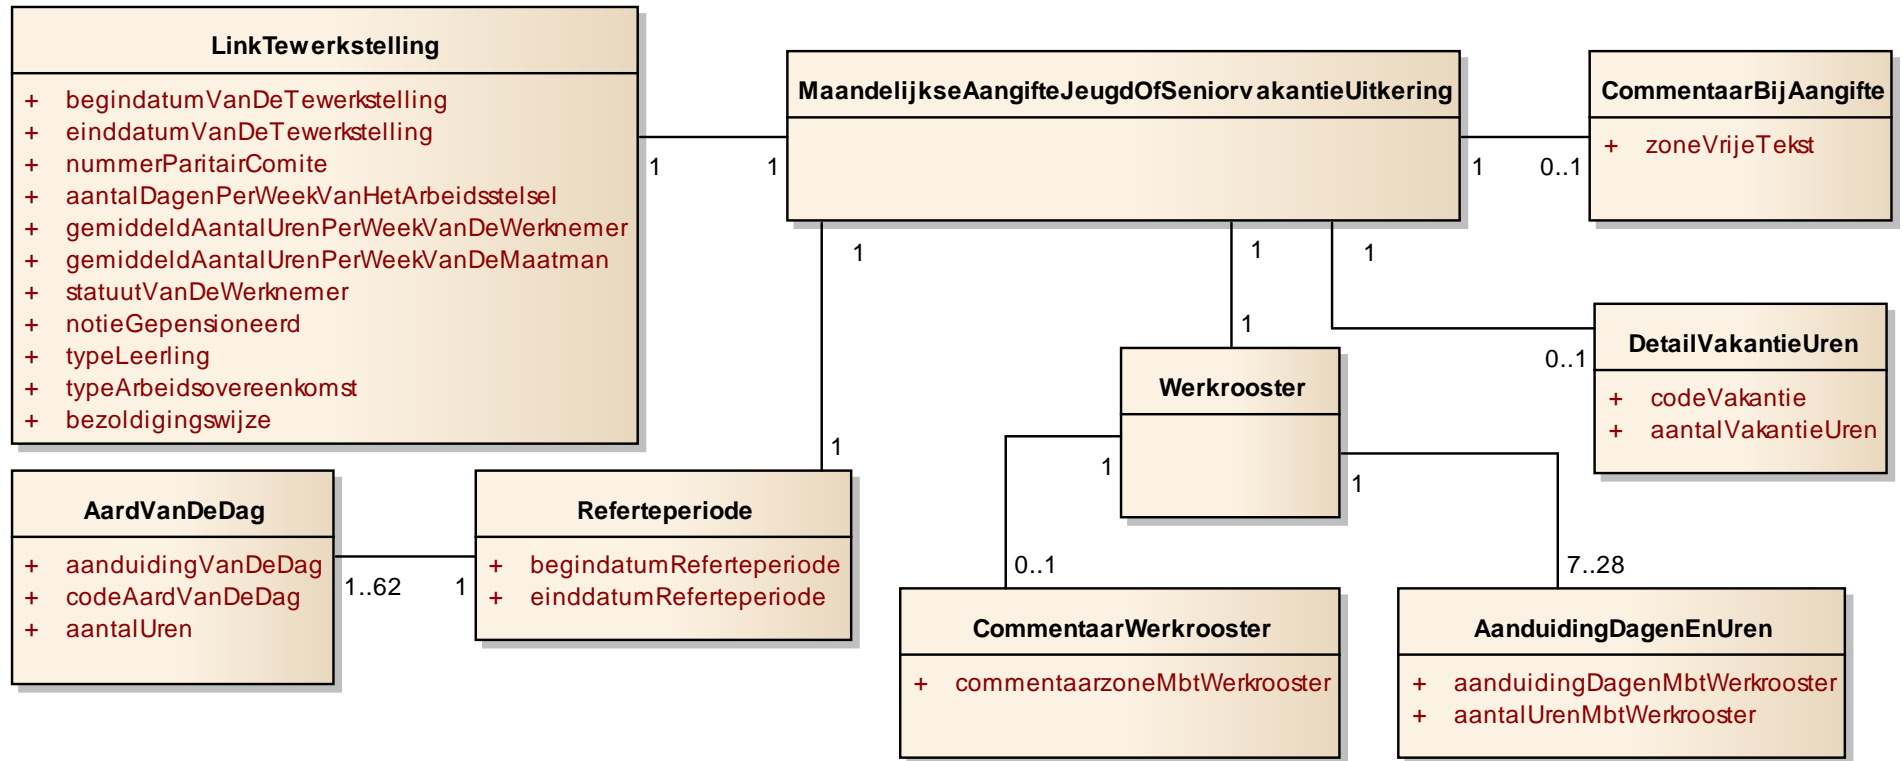 LinkTewerkstelling
+ begindatumVanDeTewerkstelling
+ einddatumVanDeTewerkstelling
+ nummerParitairComite
+ aantalDagenPerWeekVanHetArbeidsstelsel
+ gemiddeldAantalUrenPerWeekVanDeWerknemer
+ gemiddeldAantalUrenPerWeekVanDeMaatman
+ statuutVanDeWerknemer
+ notieGepensioneerd
+ typeLeerling
+ typeArbeidsovereenkomst
+ bezoldigingswijze
1
1
MaandelijkseAangifteJeugdOfSeniorvakantieUitkering
1
0..1
CommentaarBijAangifte
+ zoneVrijeTekst
1
1
1
1
1
0..1
DetailVakantieUren
+ codeVakantie
+ aantalVakantieUren
Werkrooster
1
1
AardVanDeDag
+ aanduidingVanDeDag
+ codeAardVanDeDag
+ aantalUren
1..62
1
Referteperiode
+ begindatumReferteperiode
+ einddatumReferteperiode
0..1
7..28
CommentaarWerkrooster
+ commentaarzoneMbtWerkrooster
AanduidingDagenEnUren
+ aanduidingDagenMbtWerkrooster
+ aantalUrenMbtWerkrooster